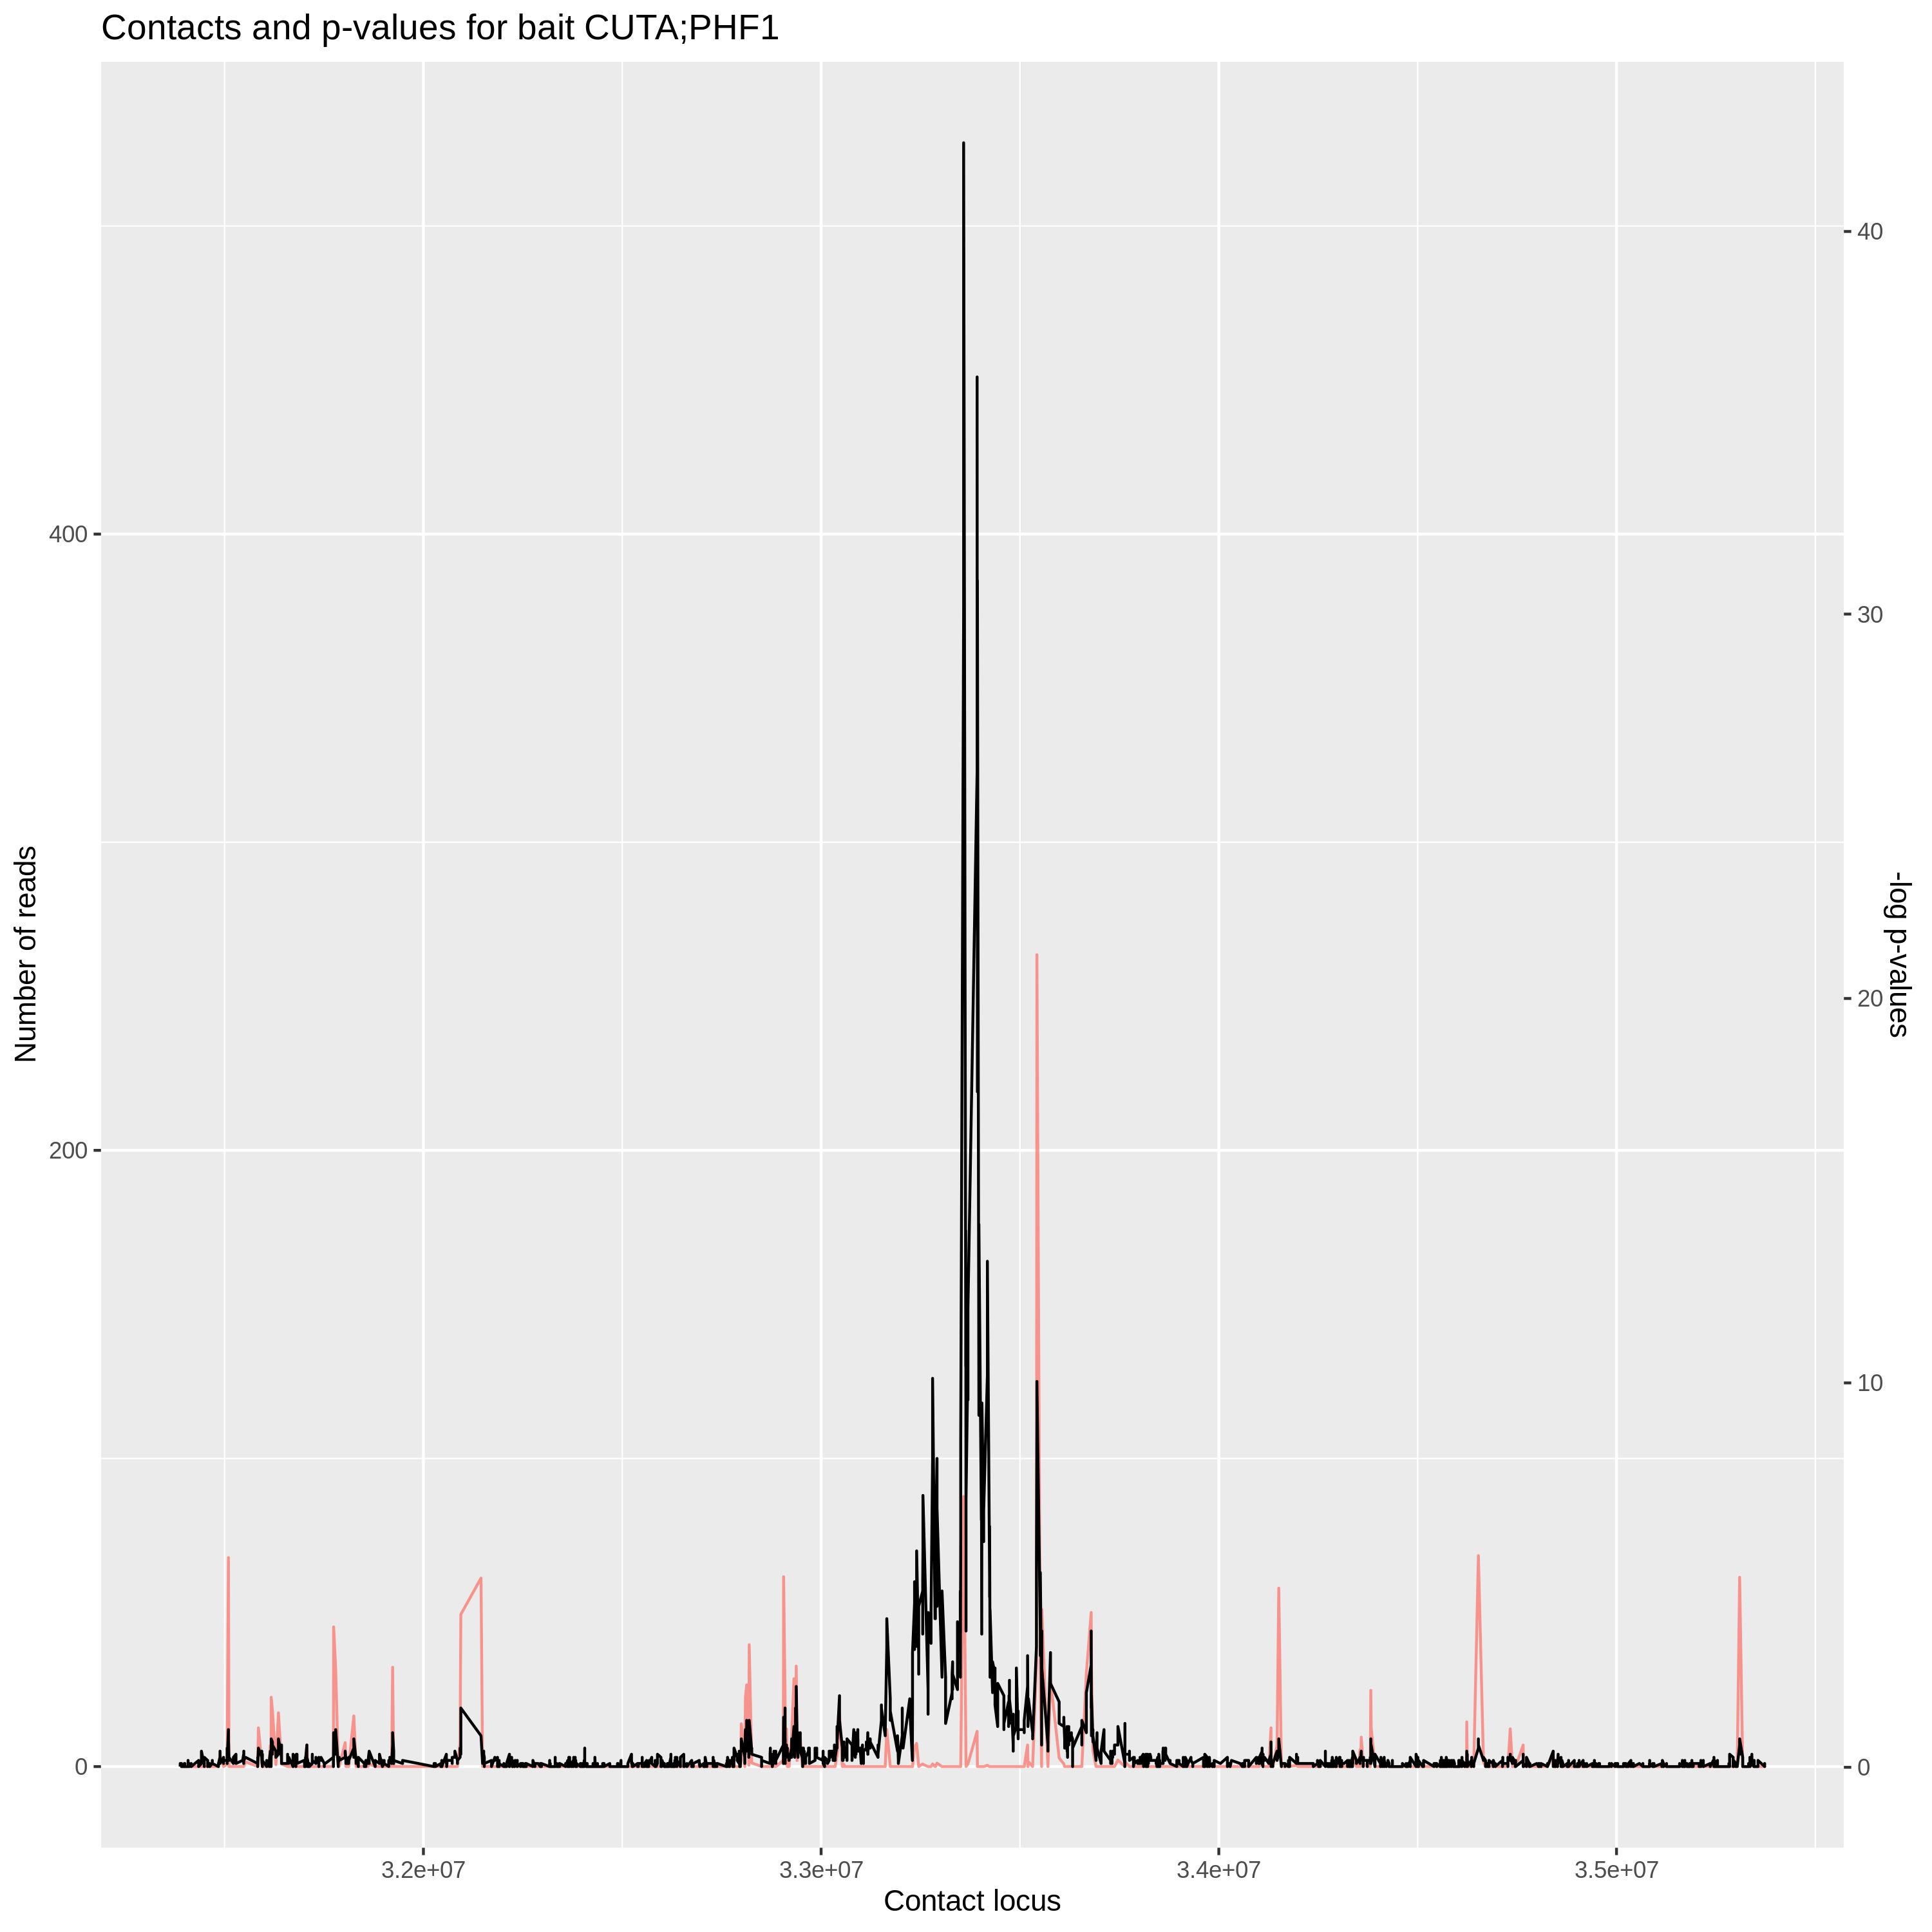 Contacts and p-values for bait CUTA;PHF1
Number of reads
400
200
0
40
30
20
10
0
-log p-values
3.2e+07
3.3e+07
3.4e+07
3.5e+07
Contact locus